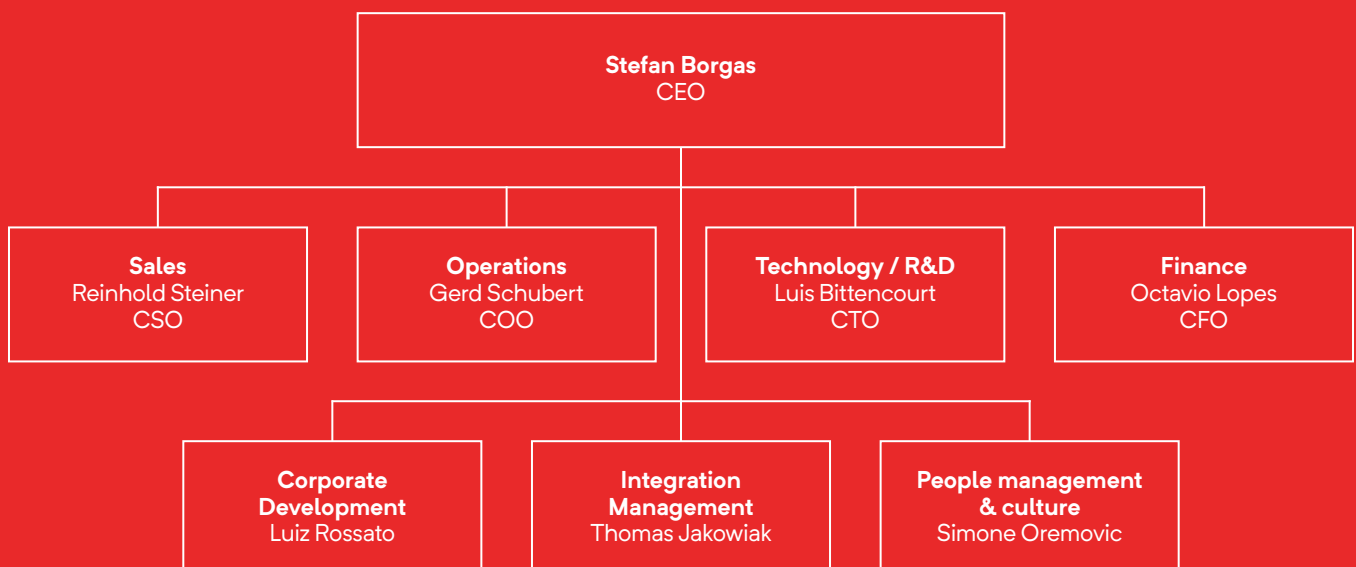 Stefan Borgas
CEO
Sales
Reinhold Steiner
CSO
Operations
Gerd Schubert
COO
Technology / R&D
Luis Bittencourt
CTO
Finance
Octavio Lopes
CFO
Corporate
Development
Luiz Rossato
Integration
Management
Thomas Jakowiak
People management
& culture
Simone Oremovic